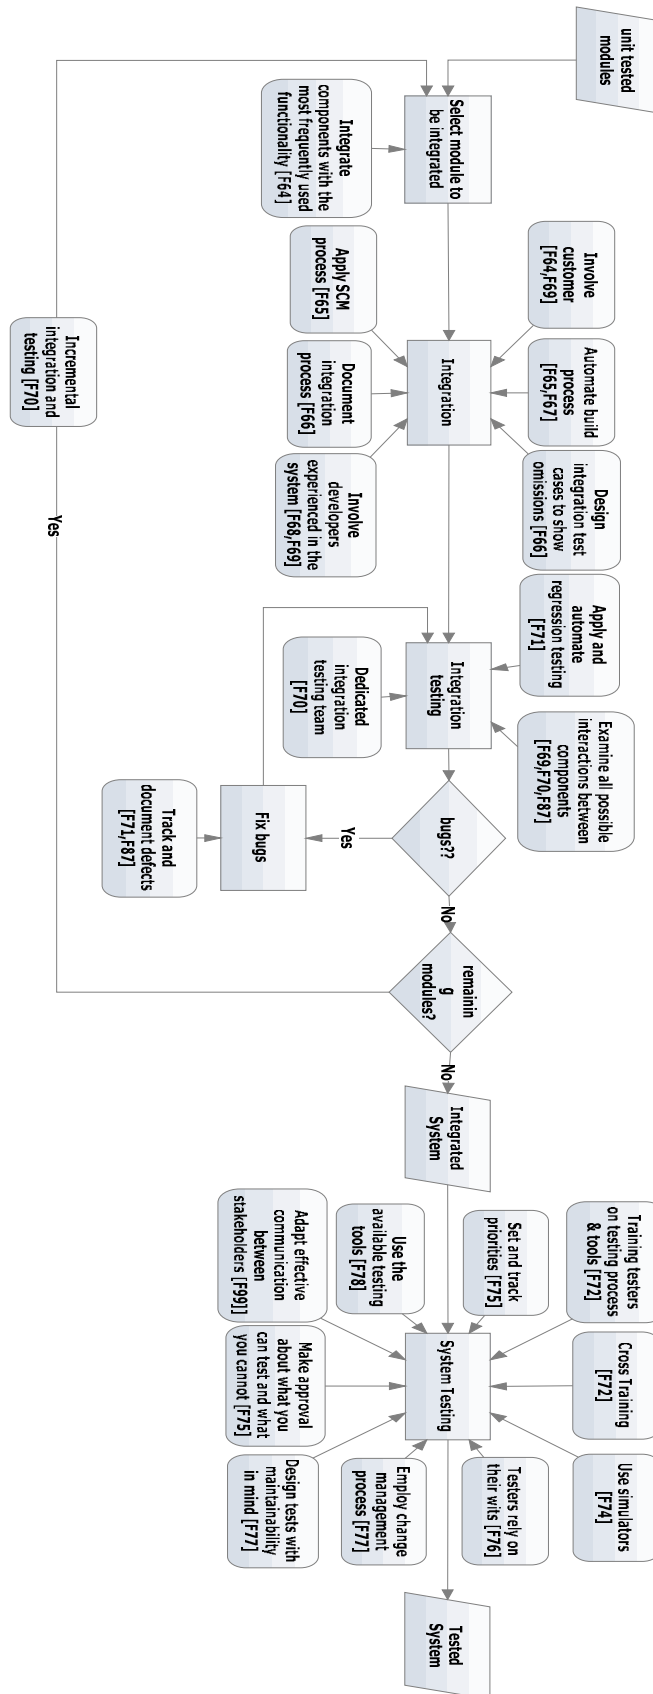 unit tested
modules
Select module to
be integrated
Integrate
components with the
most frequently used
functionality [F64]
Involve
customer
[F64,F69]
Automate build
process
[F65,F67]
Design
integration test
cases to show
omissions [F66]
Integration
Apply SCM
process [F65]
Document
integration
process [F66]
Involve
developers
experienced in the
system [F68,F69]
Incremental
integration and
testing [F70]
Yes
Apply and
automate
regression testing
[F71]
Examine all possible
interactions between
components
[F69,F70,F87]
Integration
testing
Dedicated
integration
testing team
[F70]
bugs??
Yes
Fix bugs
Track and
document defects
[F71,F87]
No
remainin
g
modules?
No
Integrated
System
Training testers
on testing process
& tools [F72]
Cross Training
[F72]
Use simulators
[F74]
Set and track
priorities [F75]
Testers rely on
their wits [F76]
System Testing
Use the
available testing
tools [F78]
Employ change
management
process [F77]
Adapt effective
communication
between
stakeholders [F99]]
Make approval
about what you
can test and what
you cannot [F75]
Design tests with
maintainability
in mind [F77]
Tested
System